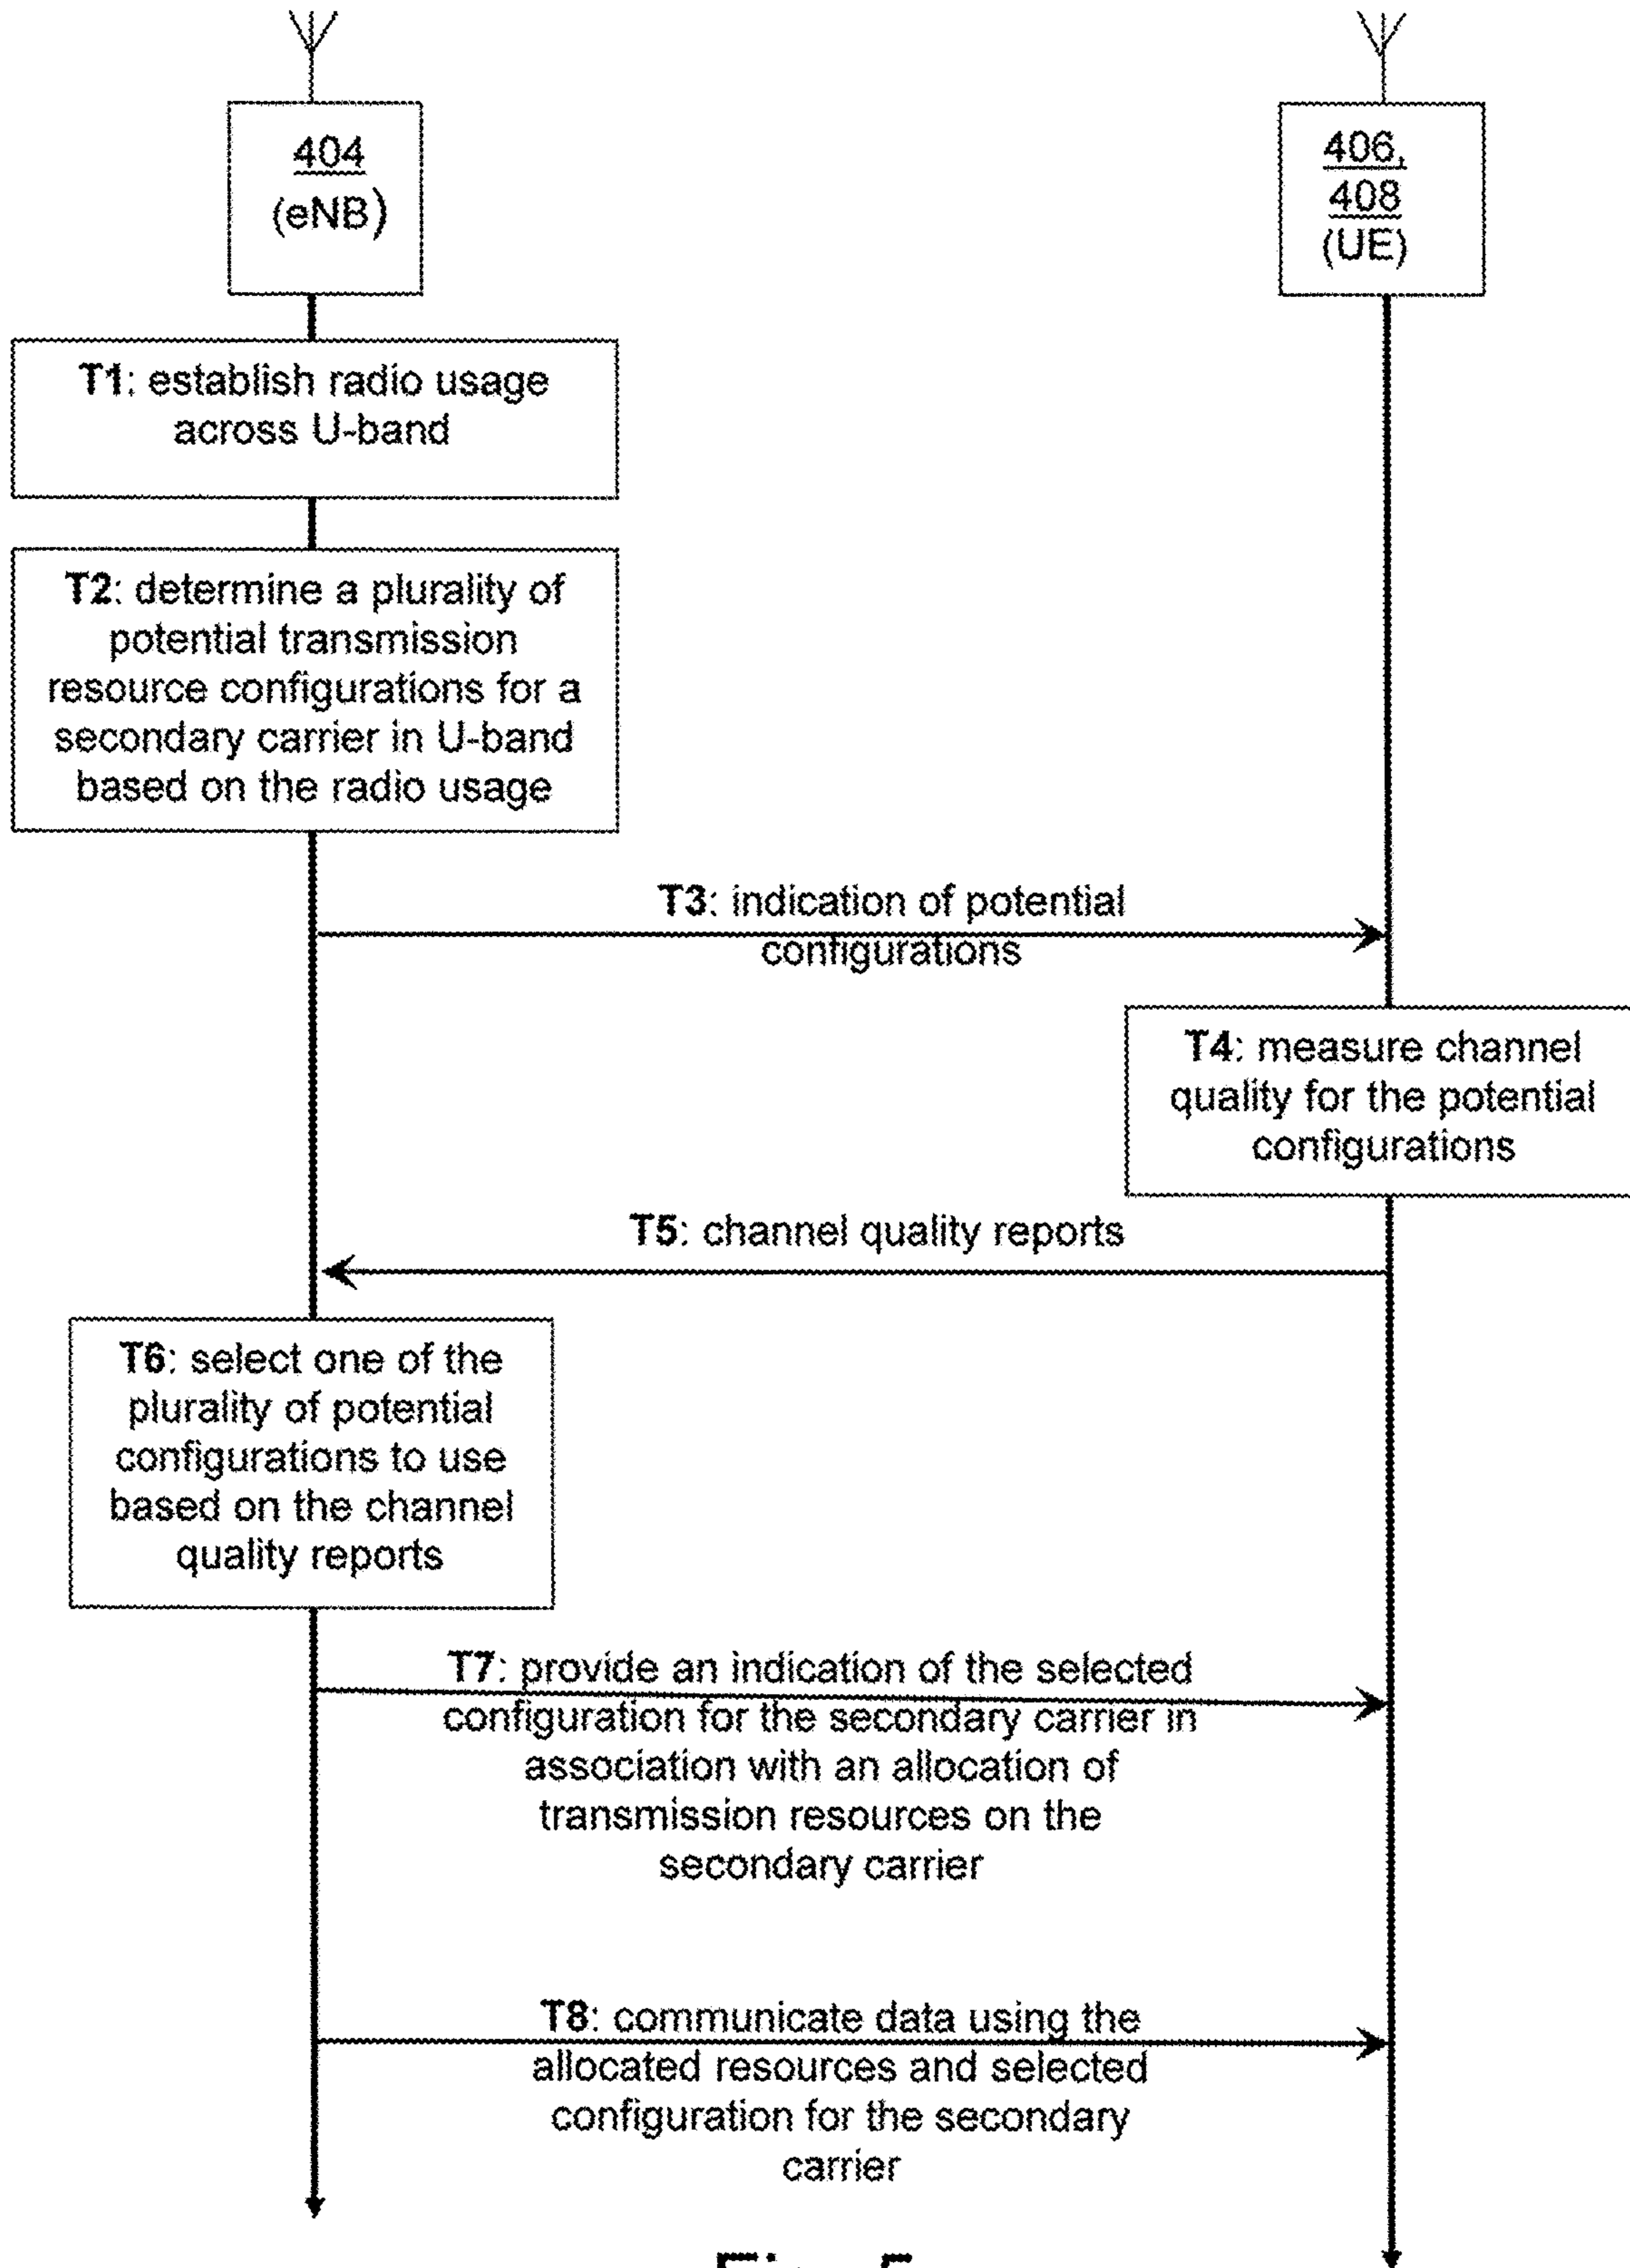 404
(eNB)
406,
408
(UE)
T1: establish radio usage
across U-band
T2: determine a plurality of
potential transmission
resource configurations for a
secondary carrier in U-band
based on the radio usage
T3: indication of potential
configurations
T4: measure channel
quality for the potential
configurations
T5: channel quality reports
T6: select one of the
plurality of potential
configurations to use
based on the channel
quality reports
T7: provide an indication of the selected
configuration for the secondary carrier in
association with an allocation of
transmission resources on the
secondary carrier
T8: communicate data using the
allocated resources and selected
configuration for the secondary
carrier